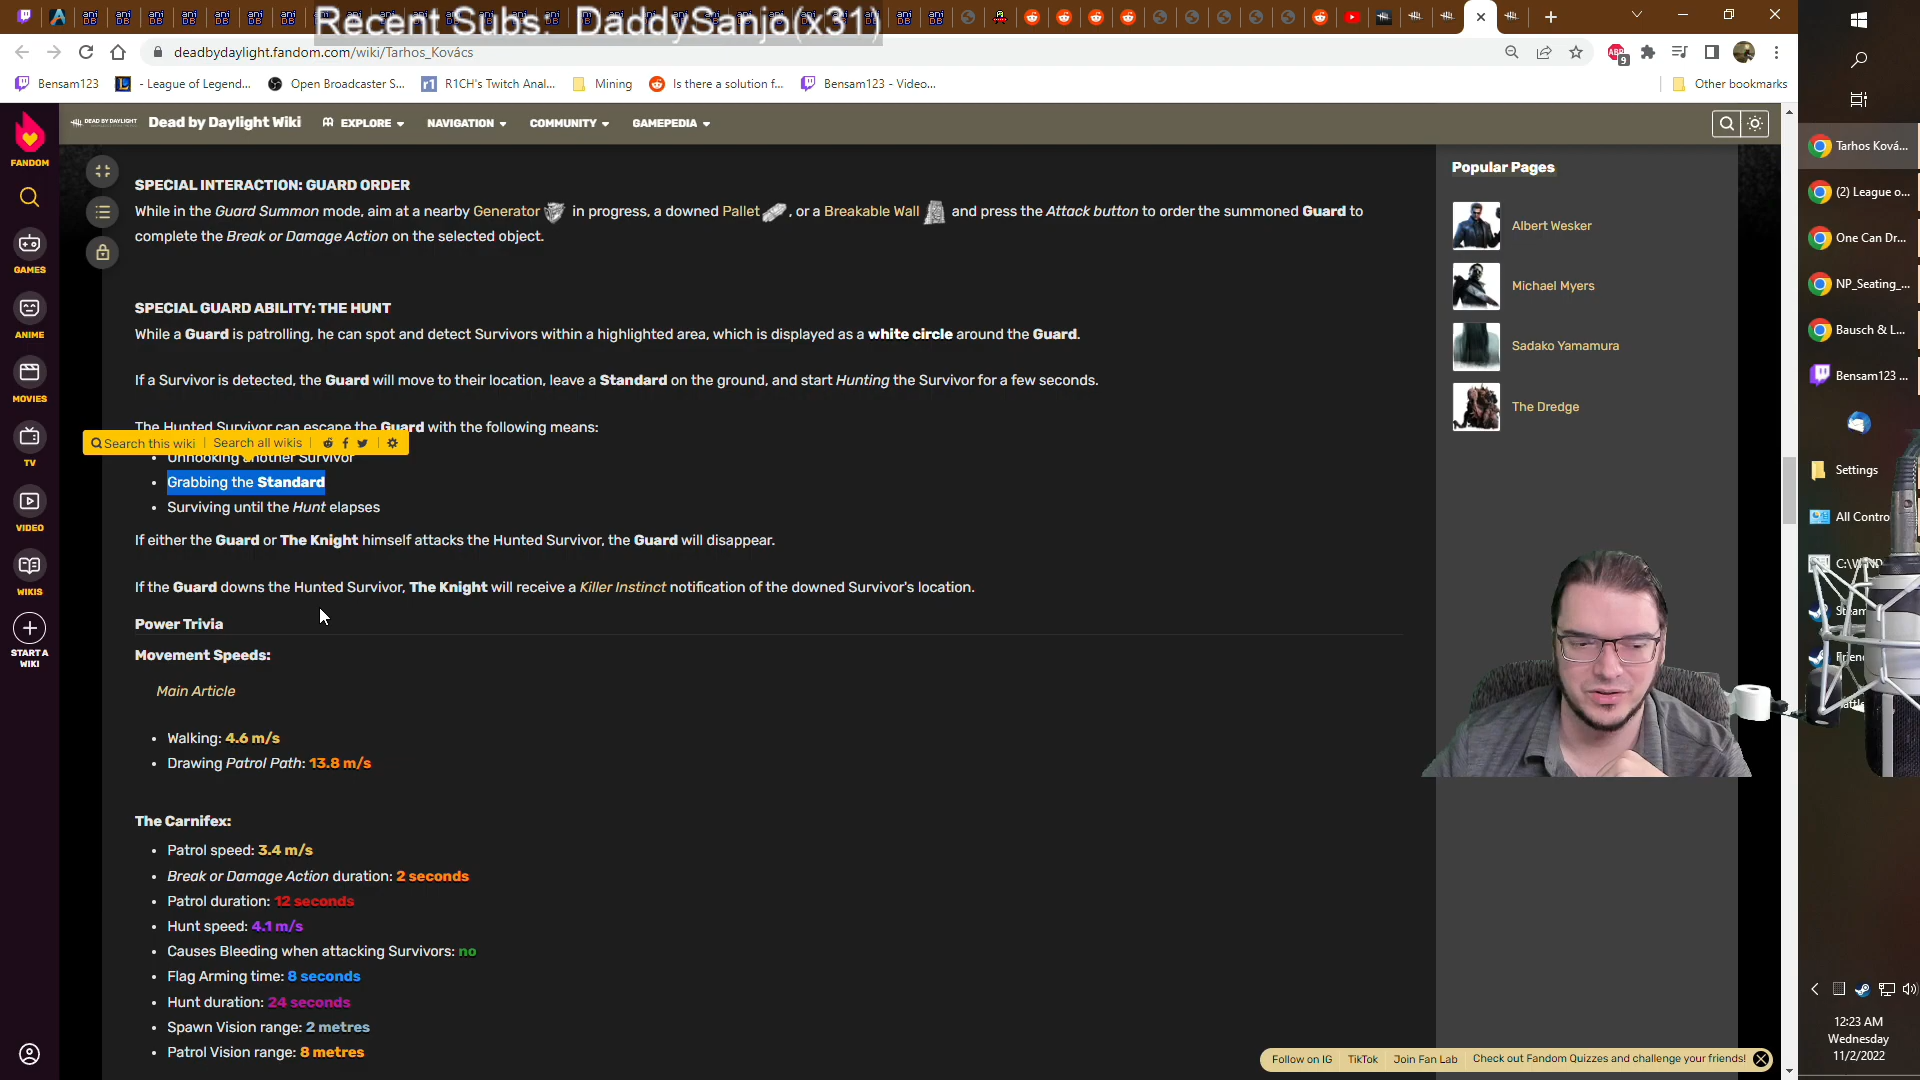 Recent Subs: DaddySanjo(x31)
deadbydaylight.fandom.com/wiki/Tarhos_Kovács
ABP
9
Bensam123
- League of Legend...
Open Broadcaster S...
r1
R1CH's Twitch Anal...
Mining
Is there a solution f...
Bensam123 - Video...
Other bookmarks
DEAD BY DAYLIGHT
Dead by Daylight Wiki
EXPLORE
NAVIGATION
COMMUNITY
GAMEPEDIA
FANDOM
GAMES
ANIME
MOVIES
TV
VIDEO
WIKIS
START A
WIKI
SPECIAL INTERACTION: GUARD ORDER
While in the Guard Summon mode, aim at a nearby Generator in progress, a downed Pallet , or a Breakable Wall and press the Attack button to order the summoned Guard to
complete the Break or Damage Action on the selected object.
SPECIAL GUARD ABILITY: THE HUNT
While a Guard is patrolling, he can spot and detect Survivors within a highlighted area, which is displayed as a white circle around the Guard.
If a Survivor is detected, the Guard will move to their location, leave a Standard on the ground, and start Hunting the Survivor for a few seconds.
The Hunted Survivor can escape the Guard with the following means:
Search this wiki
Search all wikis
Unhooking another Survivor
Grabbing the Standard
Surviving until the Hunt elapses
If either the Guard or The Knight himself attacks the Hunted Survivor, the Guard will disappear.
If the Guard downs the Hunted Survivor, The Knight will receive a Killer Instinct notification of the downed Survivor's location.
Power Trivia
Movement Speeds:
Main Article
Walking: 4.6 m/s
Drawing Patrol Path: 13.8 m/s
The Carnifex:
Patrol speed: 3.4 m/s
Break or Damage Action duration: 2 seconds
Patrol duration: 12 seconds
Hunt speed: 4.1 m/s
Causes Bleeding when attacking Survivors: no
Flag Arming time: 8 seconds
Hunt duration: 24 seconds
Spawn Vision range: 2 metres
Patrol Vision range: 8 metres
Popular Pages
Albert Wesker
Michael Myers
Sadako Yamamura
The Dredge
Follow on IG
TikTok
Join Fan Lab
Check out Fandom Quizzes and challenge your friends!
Tarhos Ková...
(2) League o...
One Can Dr...
NP_Seating_...
Bausch & L...
Bensam123 ...
Settings
All Contro
12:23 AM
Wednesday
11/2/2022